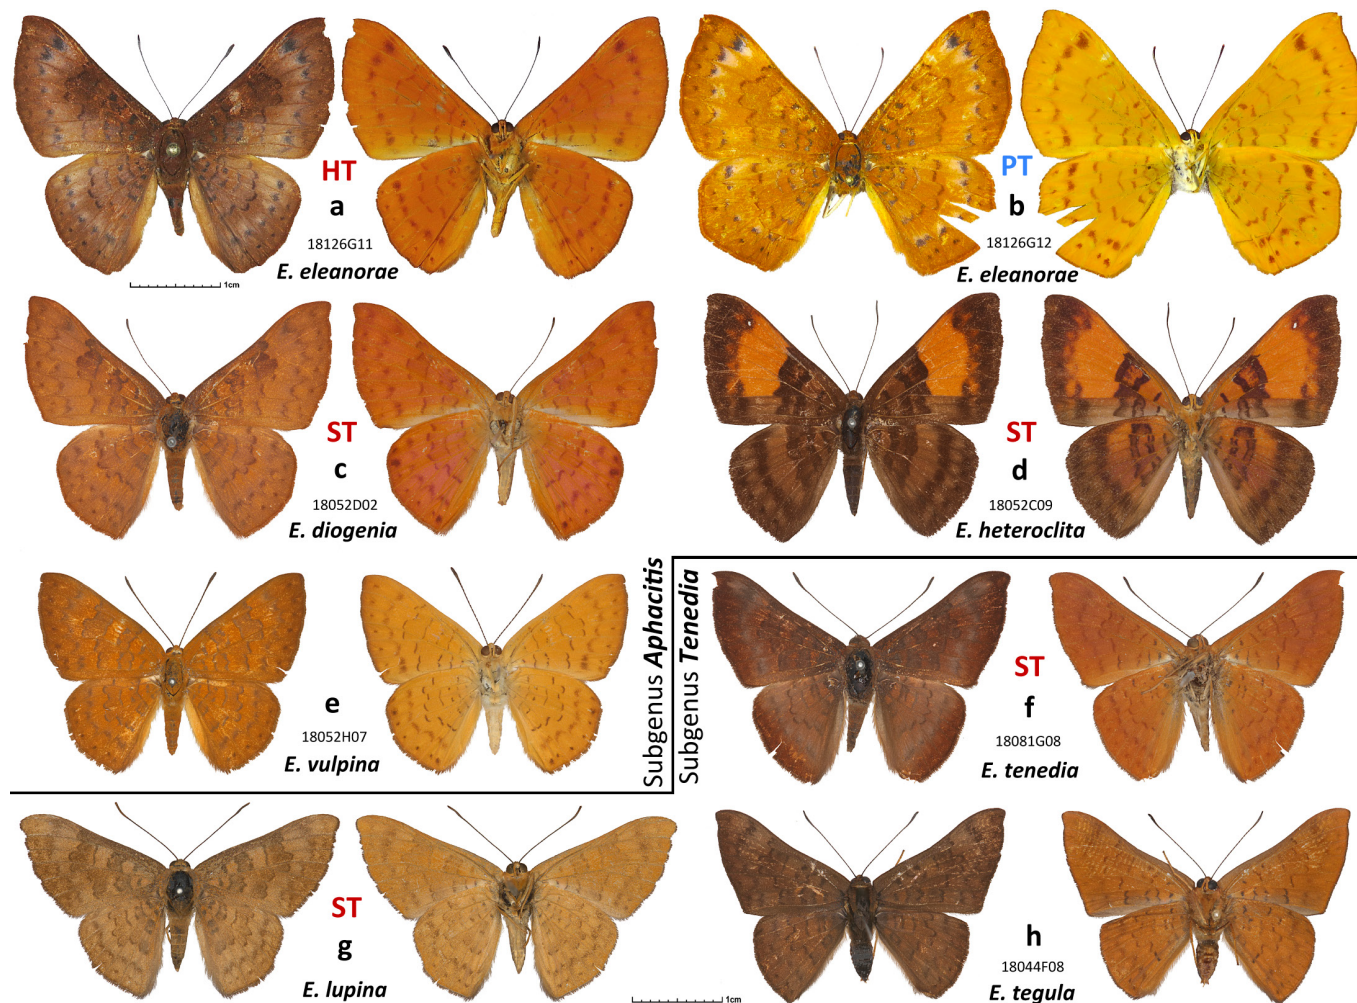 HT
a
18126G11
E. eleanorae
1cm
PT
b
18126G12
E. eleanorae
ST
c
18052D02
E. diogenia
ST
d
18052C09
E. heteroclita
e
18052H07
E. vulpina
Subgenus Aphacitis
Subgenus Tenedia
ST
f
18081G08
E. tenedia
ST
g
E. lupina
1cm
h
18044F08
E. tegula